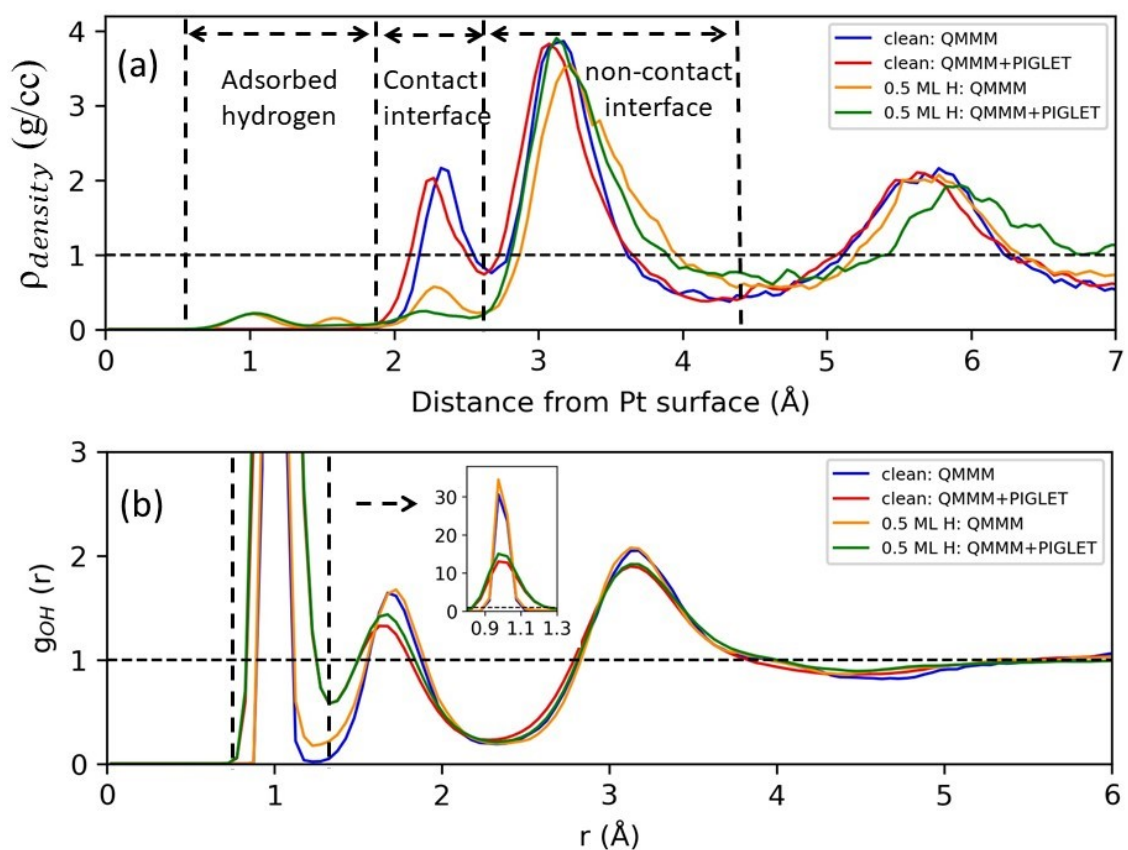 (a)
ρdensity (g/cc)
4
3
2
1
0
Adsorbed
hydrogen
Contact
interface
non-contact
interface
clean: QMMM
clean: QMMM+PIGLET
0.5 ML H: QMMM
0.5 ML H: QMMM+PIGLET
0 1 2 3 4 5 6 7
Distance from Pt surface (Å)
(b)
gOH (r)
3
2
1
0
30
20
10
0
0.9 1.1 1.3
clean: QMMM
clean: QMMM+PIGLET
0.5 ML H: QMMM
0.5 ML H: QMMM+PIGLET
0 1 2 3 4 5 6
r (Å)